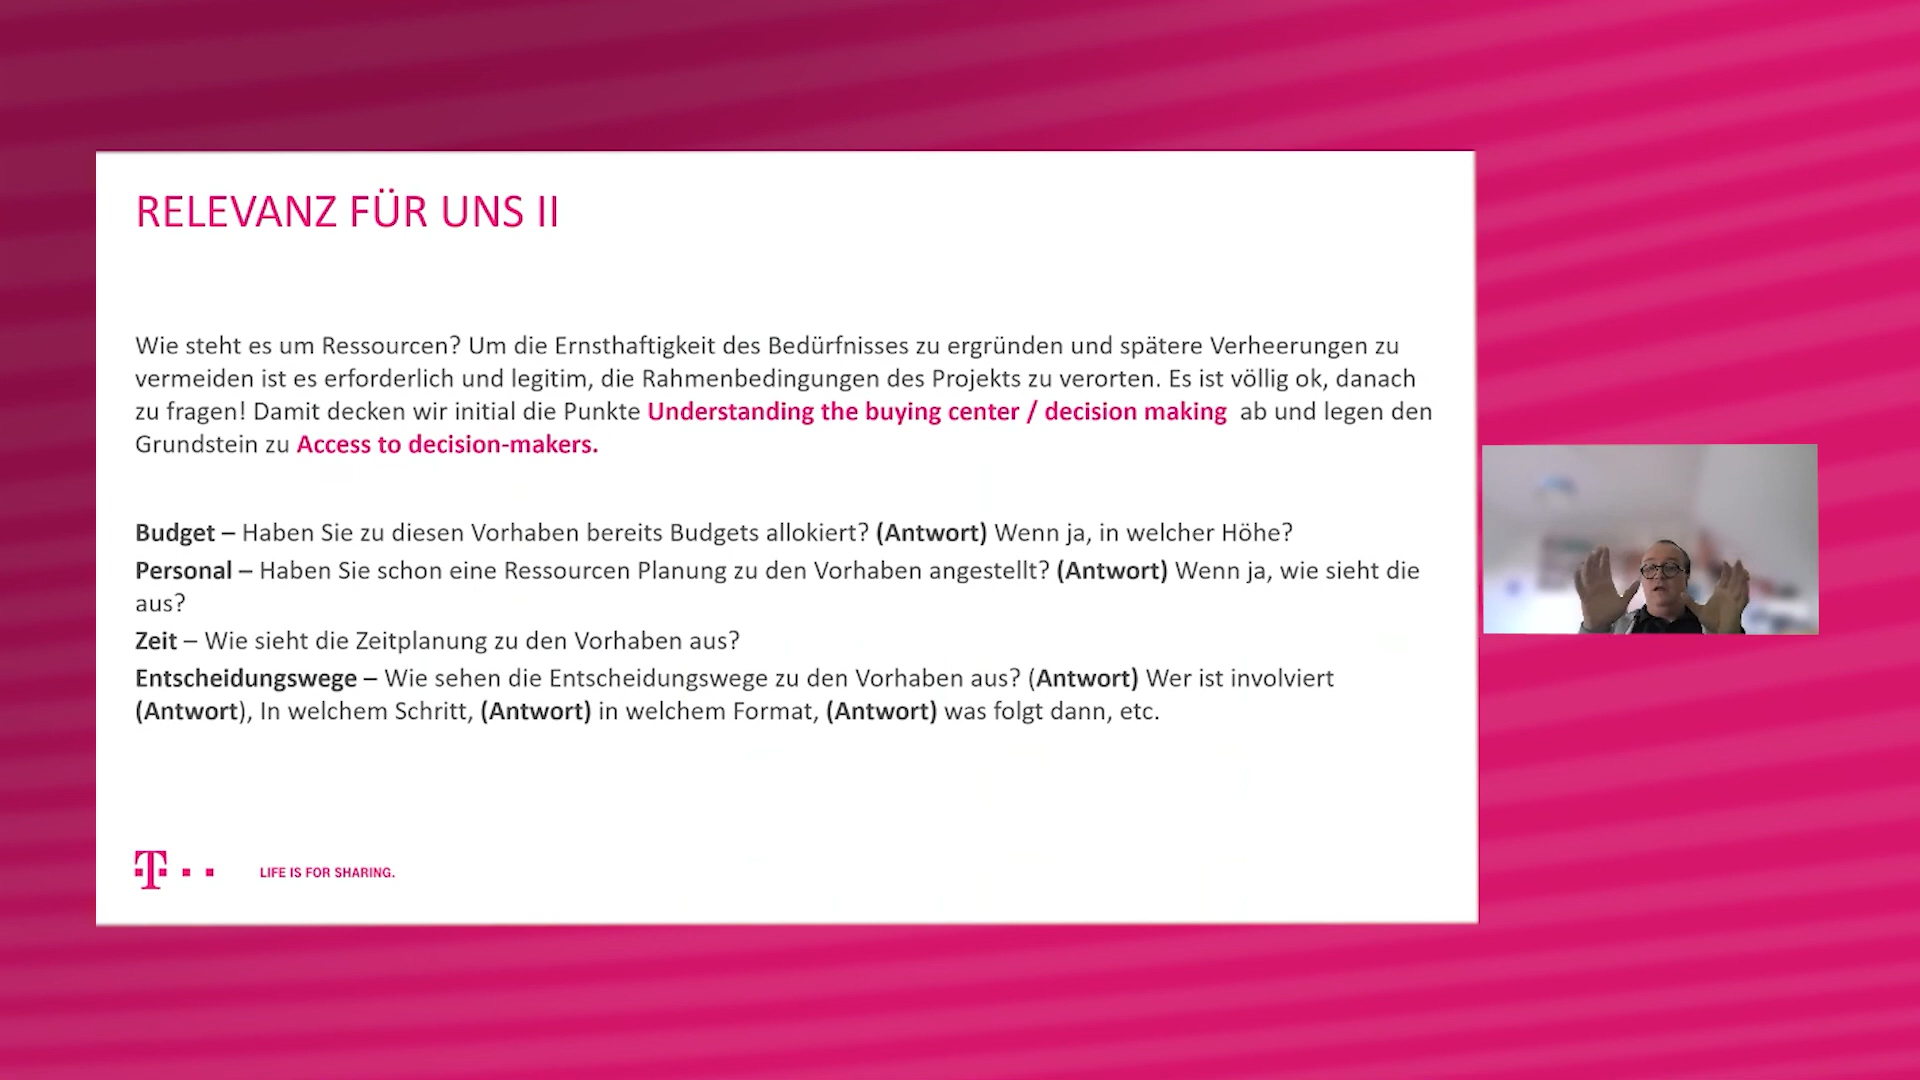 RELEVANZ FÜR UNS II
Wie steht es um Ressourcen? Um die Ernsthaftigkeit des Bedürfnisses zu ergründen und spätere Verheerungen zu
vermeiden ist es erforderlich und legitim, die Rahmenbedingungen des Projekts zu verorten. Es ist völlig ok, danach
zu fragen! Damit decken wir initial die Punkte Understanding the buying center / decision making ab und legen den
Grundstein zu Access to decision-makers.
Budget – Haben Sie zu diesen Vorhaben bereits Budgets allokiert? (Antwort) Wenn ja, in welcher Höhe?
Personal – Haben Sie schon eine Ressourcen Planung zu den Vorhaben angestellt? (Antwort) Wenn ja, wie sieht die
aus?
Zeit – Wie sieht die Zeitplanung zu den Vorhaben aus?
Entscheidungswege – Wie sehen die Entscheidungswege zu den Vorhaben aus? (Antwort) Wer ist involviert
(Antwort), In welchem Schritt, (Antwort) in welchem Format, (Antwort) was folgt dann, etc.
T LIFE IS FOR SHARING.